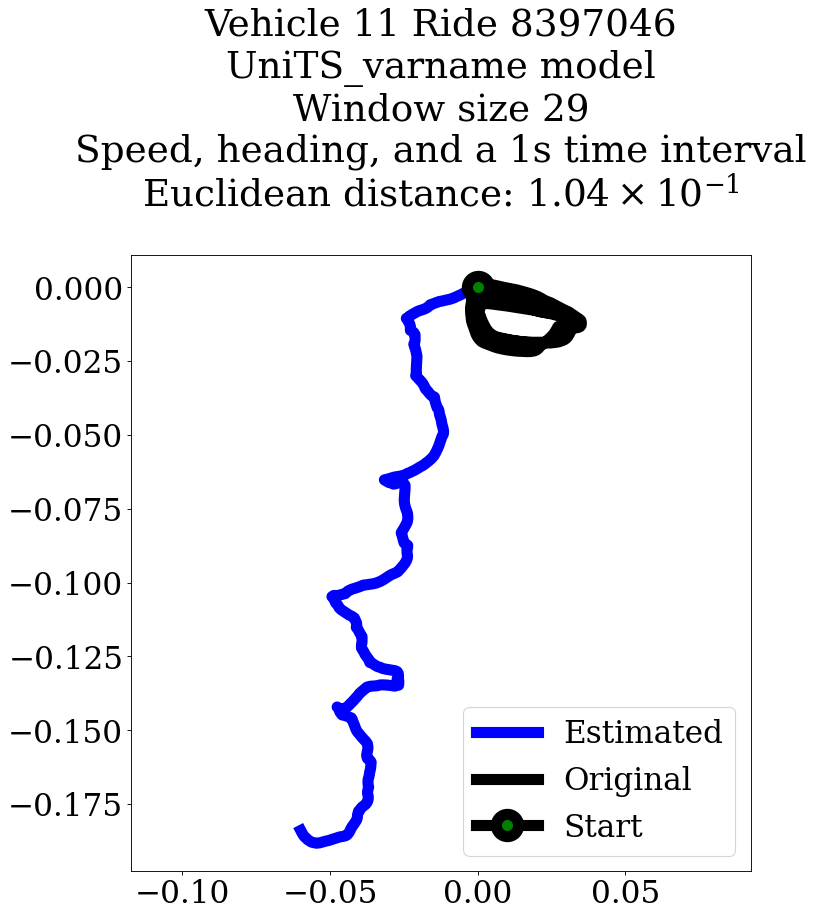 Vehicle 11 Ride 8397046
UniTS_varname model
Window size 29
Speed, heading, and a 1s time interval
Euclidean distance: 1.04 × 10⁻¹
0.000
−0.025
−0.050
−0.075
−0.100
−0.125
−0.150
−0.175
Estimated
Original
Start
−0.10
−0.05
0.00
0.05